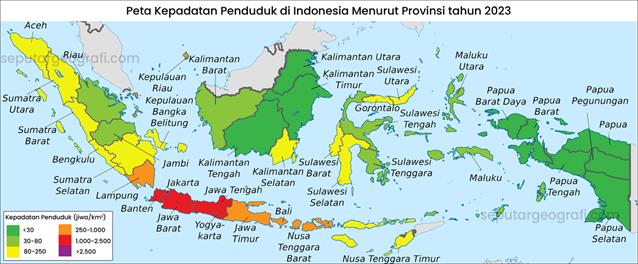 Peta Kepadatan Penduduk di Indonesia Menurut Provinsi tahun 2023
seputargeografi.com
Aceh
Riau
Sumatra
Utara
Sumatra
Barat
Bengkulu
Sumatra
Selatan
Lampung
Jambi
Kepulauan
Riau
Kepulauan
Bangka
Belitung
Kalimantan
Barat
Kalimantan Utara
Kalimantan
Timur
Kalimantan
Tengah
Kalimantan
Selatan
Sulawesi
Utara
Gorontalo
Sulawesi
Tengah
Sulawesi
Barat
Sulawesi
Selatan
Sulawesi
Tenggara
Maluku
Utara
Maluku
Papua
Barat Daya
Papua
Barat
Papua
Pegunungan
Papua
Papua
Tengah
Papua
Selatan
Banten
Jakarta
Jawa
Barat
Jawa Tengah
Yogya-
karta
Jawa
Timur
Bali
Nusa
Tenggara
Barat
Nusa Tenggara Timur
seputargeografi.com
Kepadatan Penduduk (jiwa/km²)
<30
30-80
80-250
250-1.000
1.000-2.500
>2.500